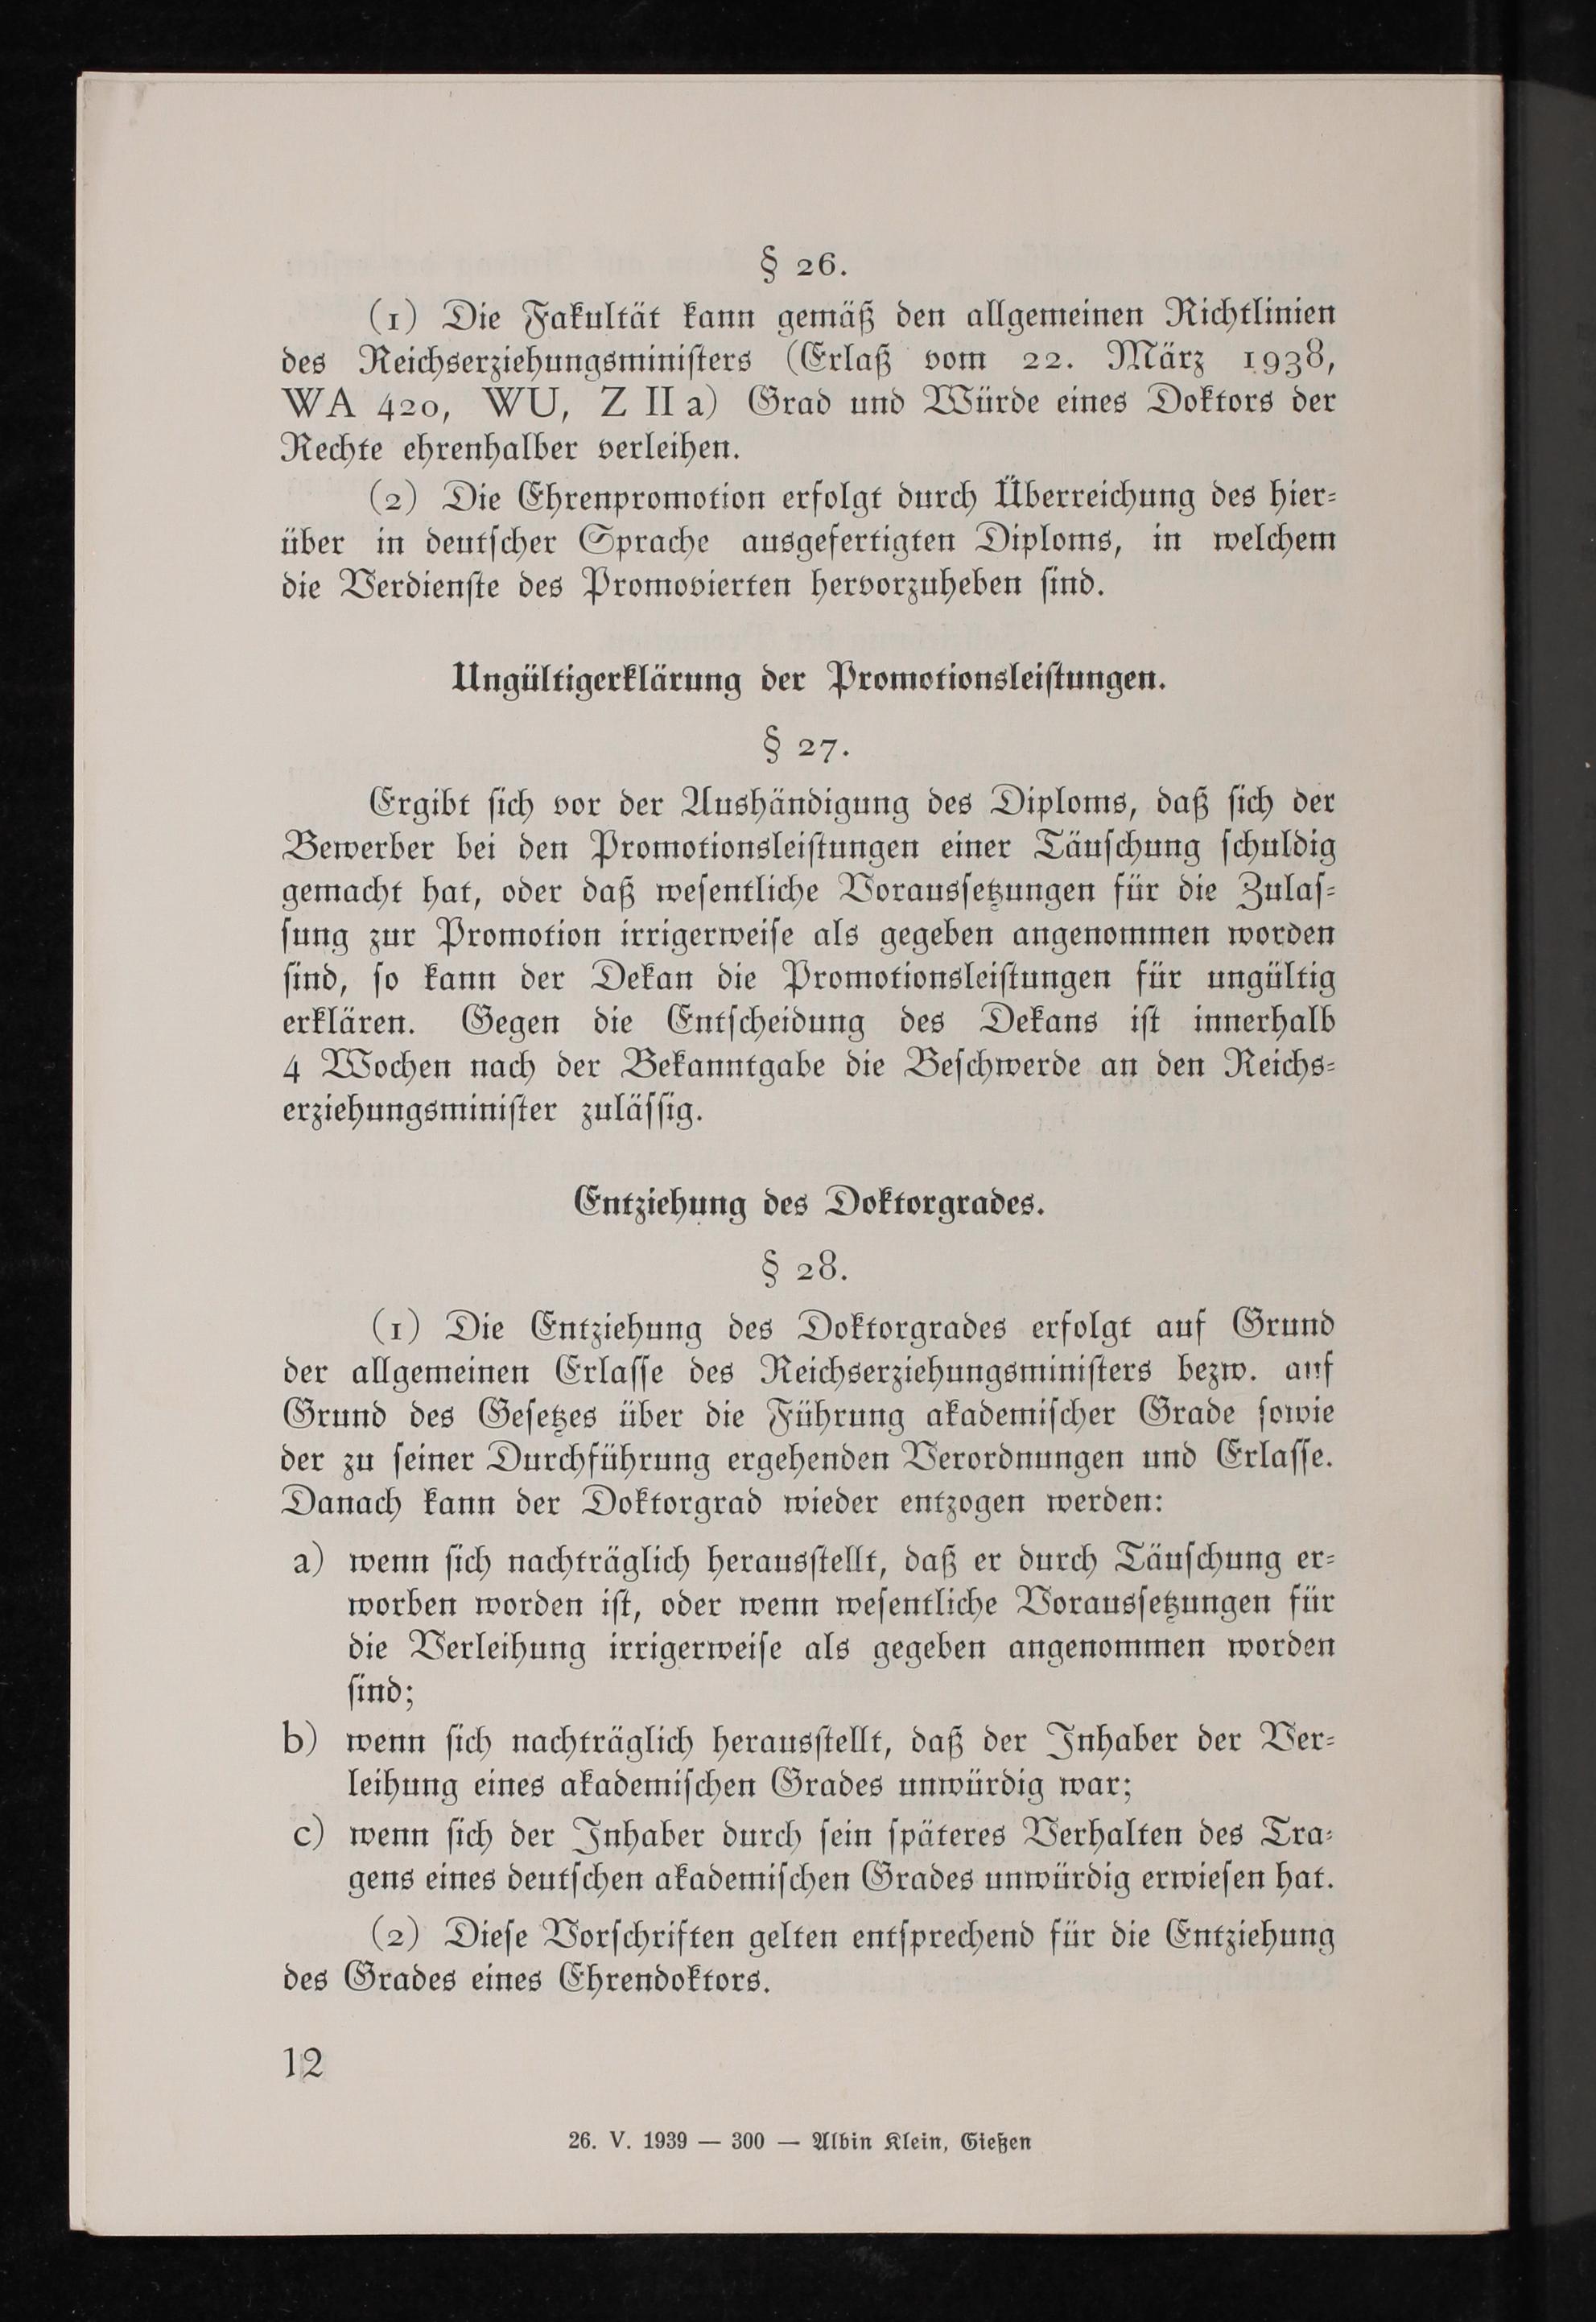 § 26.
(1) Die Fakultät kann gemäß den allgemeinen Richtlinien
des Reichserziehungsministers (Erlaß vom 22. März 1938,
WA 420, WU, Z II a) Grad und Würde eines Doktors der
Rechte ehrenhalber verleihen.
(2) Die Ehrenpromotion erfolgt durch Überreichung des hier-
über in deutscher Sprache ausgefertigten Diploms, in welchem
die Verdienste des Promovierten hervorzuheben sind.
Ungültigerklärung der Promotionsleistungen.
§ 27.
Ergibt sich vor der Aushändigung des Diploms, daß sich der
Bewerber bei den Promotionsleistungen einer Täuschung schuldig
gemacht hat, oder daß wesentliche Voraussetzungen für die Zulas-
sung zur Promotion irrigerweise als gegeben angenommen worden
sind, so kann der Dekan die Promotionsleistungen für ungültig
erklären. Gegen die Entscheidung des Dekans ist innerhalb
4 Wochen nach der Bekanntgabe die Beschwerde an den Reichs-
erziehungsminister zulässig.
Entziehung des Doktorgrades.
§ 28.
(1) Die Entziehung des Doktorgrades erfolgt auf Grund
der allgemeinen Erlasse des Reichserziehungsministers bezw. auf
Grund des Gesetzes über die Führung akademischer Grade sowie
der zu seiner Durchführung ergehenden Verordnungen und Erlasse.
Danach kann der Doktorgrad wieder entzogen werden:
a) wenn sich nachträglich herausstellt, daß er durch Täuschung er-
worben worden ist, oder wenn wesentliche Voraussetzungen für
die Verleihung irrigerweise als gegeben angenommen worden
sind;
b) wenn sich nachträglich herausstellt, daß der Inhaber der Ver-
leihung eines akademischen Grades unwürdig war;
c) wenn sich der Inhaber durch sein späteres Verhalten des Tra-
gens eines deutschen akademischen Grades unwürdig erwiesen hat.
(2) Diese Vorschriften gelten entsprechend für die Entziehung
des Grades eines Ehrendoktors.
12
26. V. 1939 — 300 — Albin Klein, Gießen